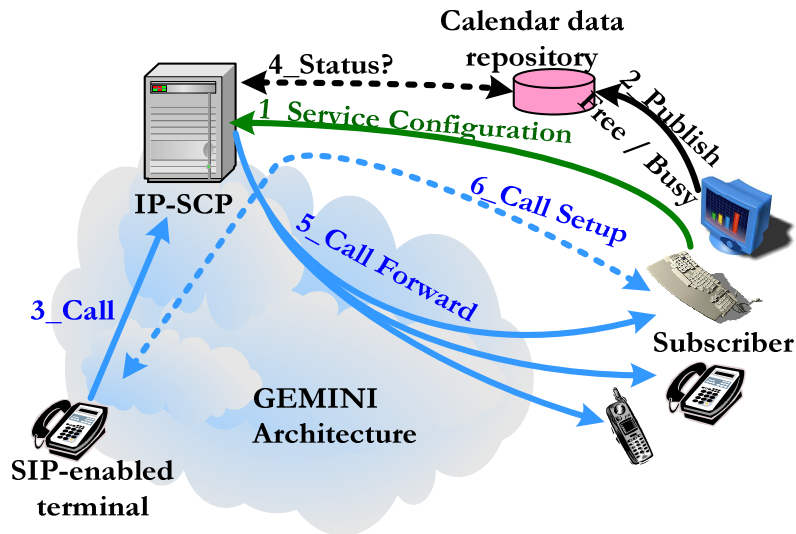 Calendar data
repository
4_Status?
2_Publish
Free / Busy
1_Service Configuration
IP-SCP
6_Call Setup
5_Call Forward
3_Call
Subscriber
GEMINI
Architecture
SIP-enabled
terminal